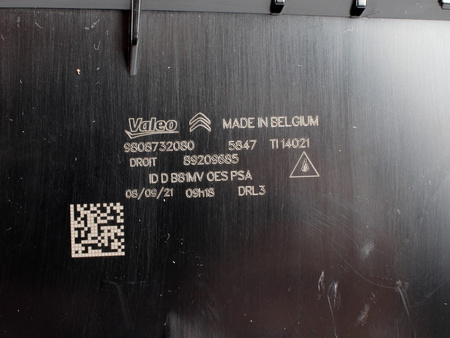 Valeo MADE IN BELGIUM
9808732080 5847 TI 14021
DROIT 89209685
ID D B81MV OES PSA
08/09/21 09h18 DRL3